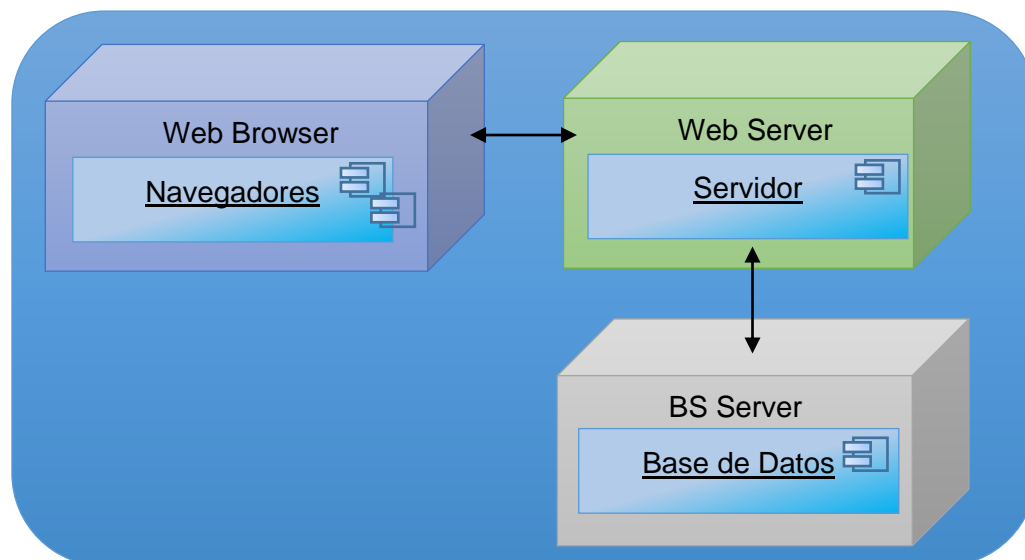 Web Browser
Navegadores
Web Server
Servidor
BS Server
Base de Datos